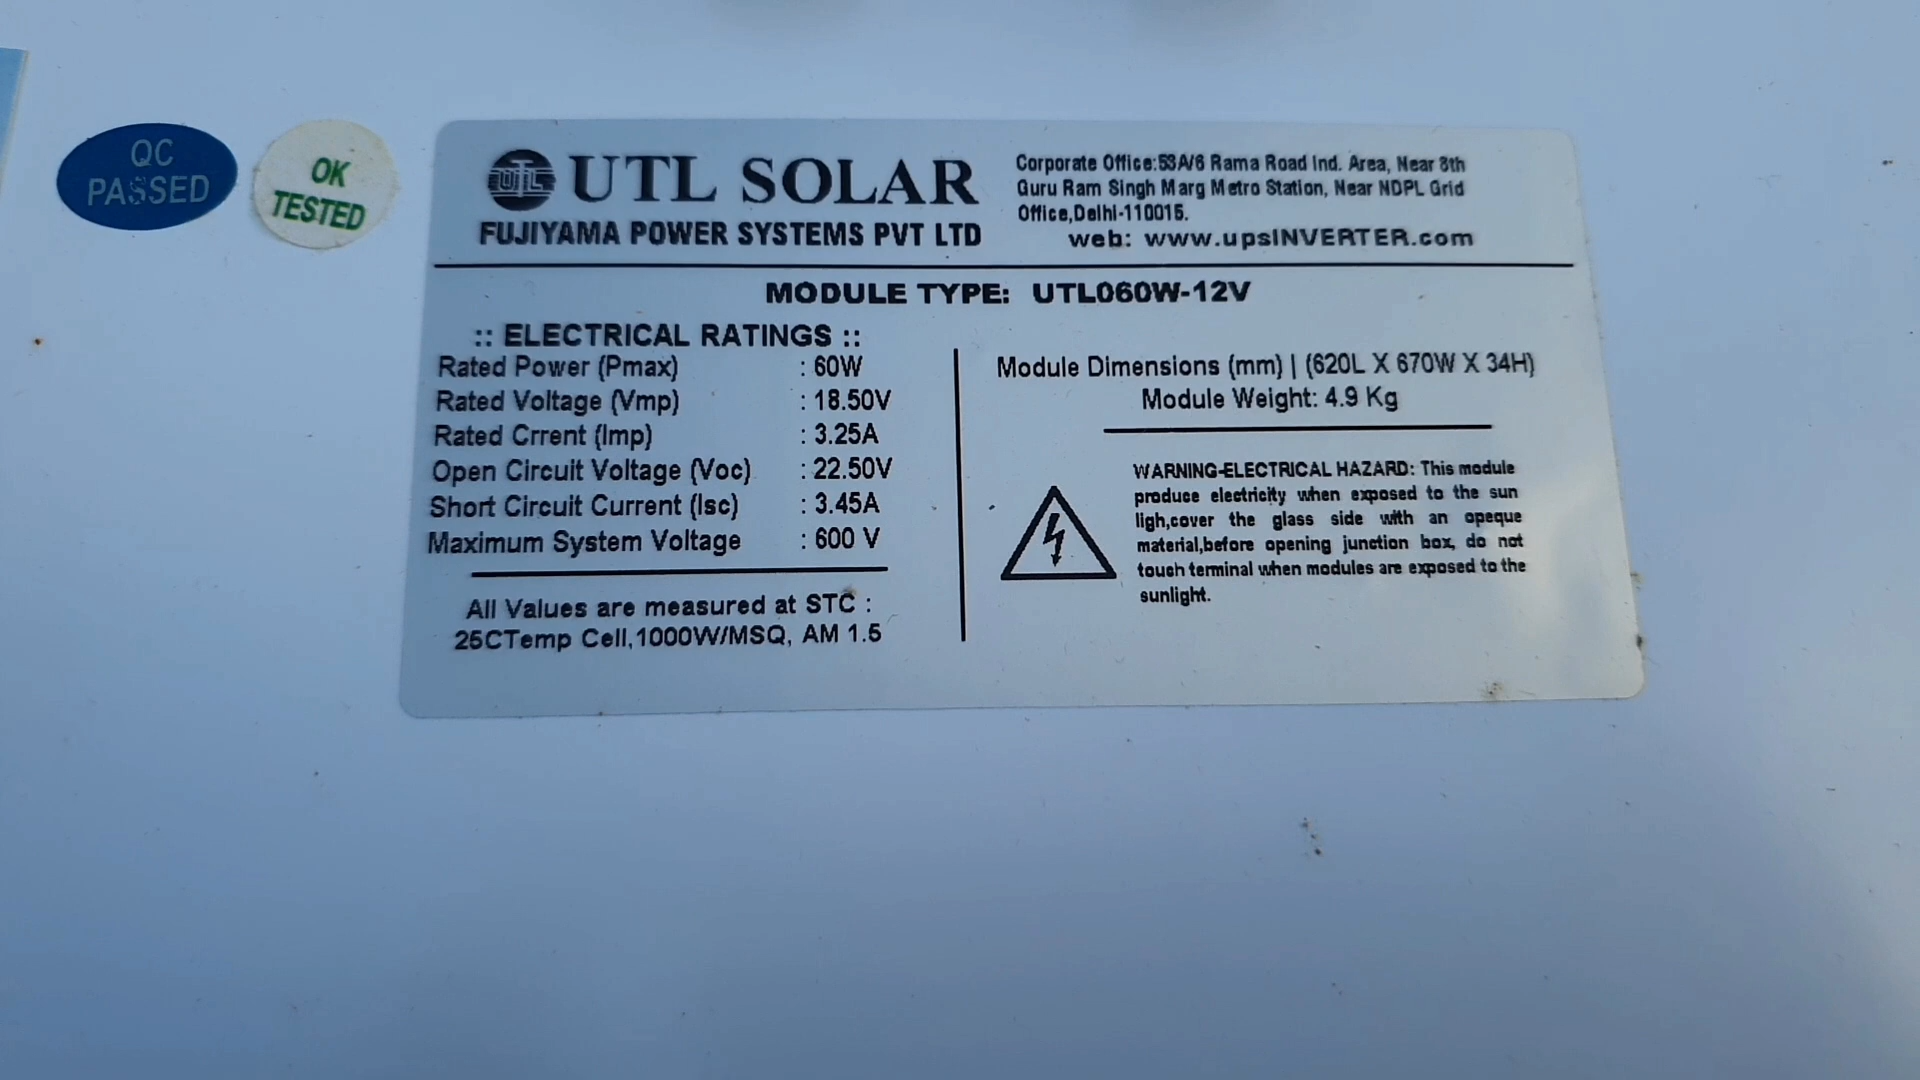 QC
PASSED
OK
TESTED
UTL
UTL SOLAR
FUJIYAMA POWER SYSTEMS PVT LTD
Corporate Office:53A/6 Rama Road Ind. Area, Near 8th
Guru Ram Singh Marg Metro Station, Near NDPL Grid
Office,Delhi-110015.
web: www.upsINVERTER.com
MODULE TYPE: UTL060W-12V
:: ELECTRICAL RATINGS ::
Rated Power (Pmax) : 60W
Rated Voltage (Vmp) : 18.50V
Rated Crrent (Imp) : 3.25A
Open Circuit Voltage (Voc) : 22.50V
Short Circuit Current (Isc) : 3.45A
Maximum System Voltage : 600 V
All Values are measured at STC :
25CTemp Cell,1000W/MSQ, AM 1.5
Module Dimensions (mm) | (620L X 670W X 34H)
Module Weight: 4.9 Kg
WARNING-ELECTRICAL HAZARD: This module
produce electricity when exposed to the sun
ligh,cover the glass side with an opeque
material,before opening junction box, do not
touch terminal when modules are exposed to the
sunlight.